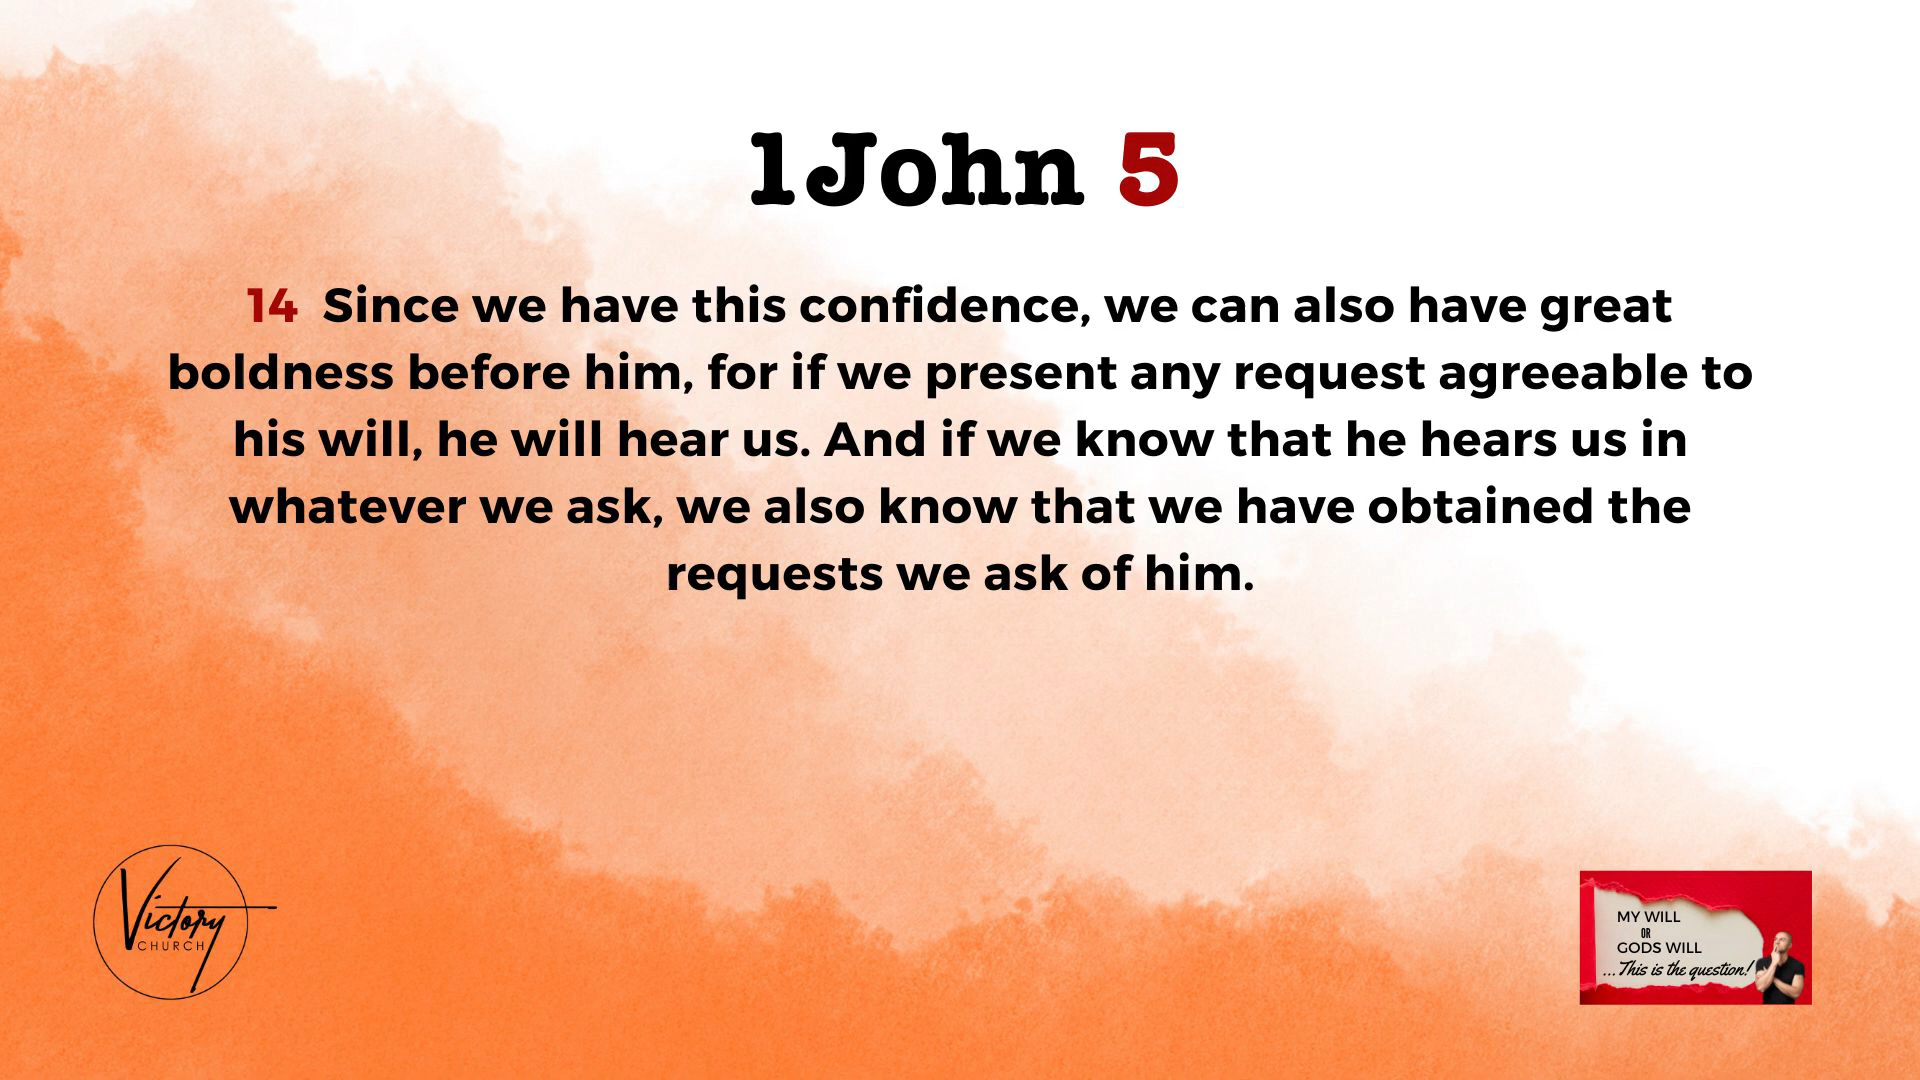 1John 5
14 Since we have this confidence, we can also have great
boldness before him, for if we present any request agreeable to
his will, he will hear us. And if we know that he hears us in
whatever we ask, we also know that we have obtained the
requests we ask of him.
Victory
CHURCH
MY WILL
OR
GODS WILL
...This is the question!